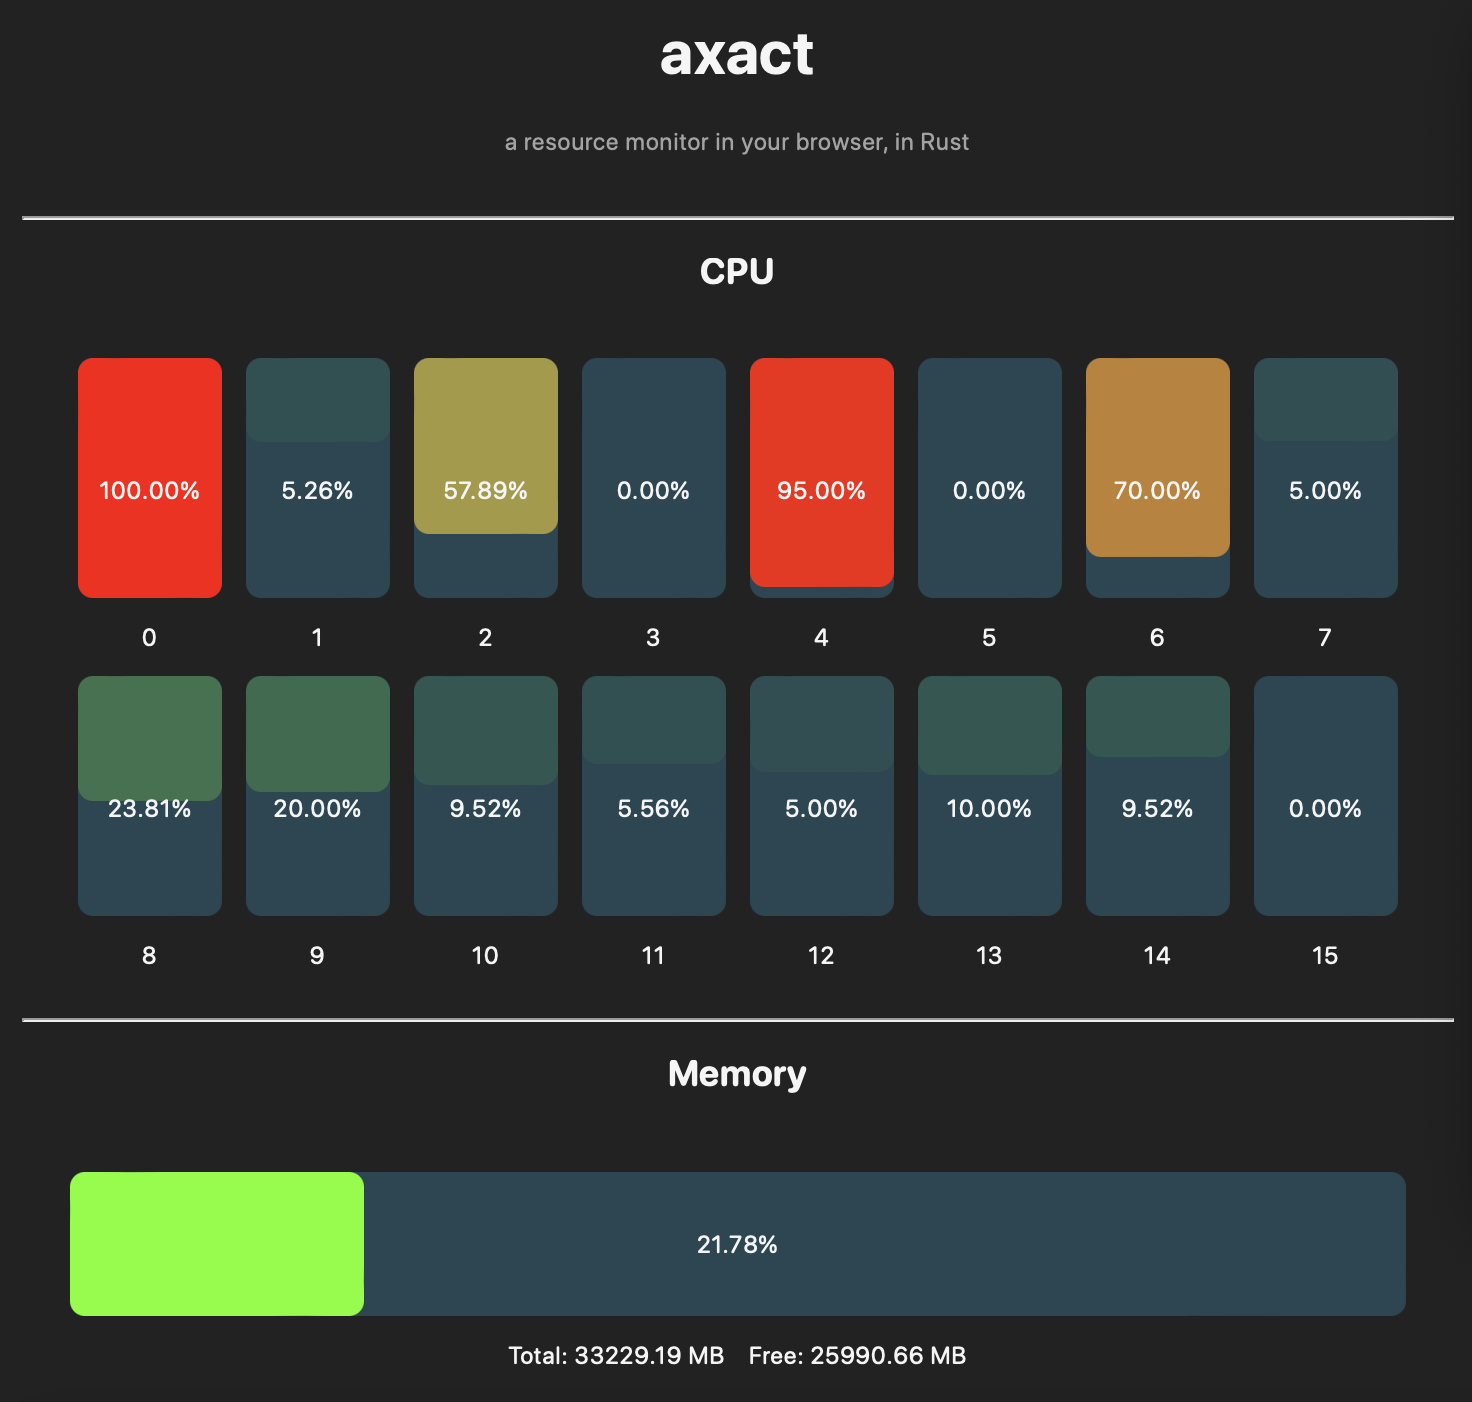 axact
a resource monitor in your browser, in Rust
CPU
100.00% 5.26% 57.89% 0.00% 95.00% 0.00% 70.00% 5.00%
0 1 2 3 4 5 6 7
23.81% 20.00% 9.52% 5.56% 5.00% 10.00% 9.52% 0.00%
8 9 10 11 12 13 14 15
Memory
21.78%
Total: 33229.19 MB Free: 25990.66 MB